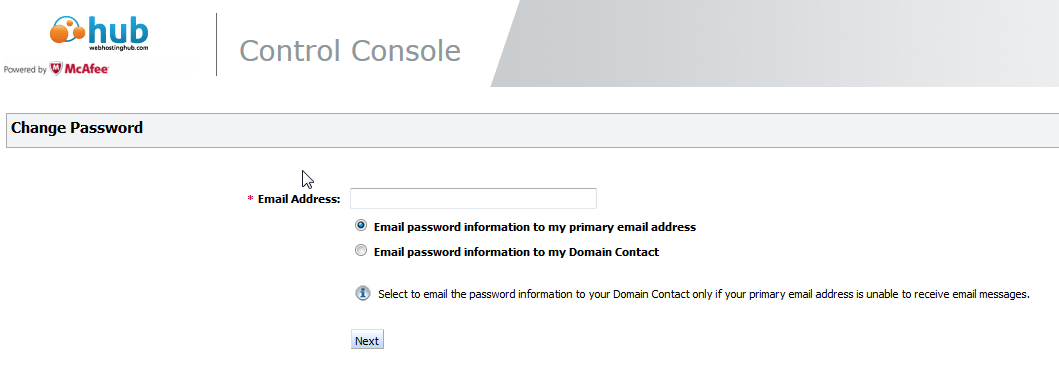 hub
webhostinghub.com
Powered by McAfee
Control Console
Change Password
* Email Address:
Email password information to my primary email address
Email password information to my Domain Contact
Select to email the password information to your Domain Contact only if your primary email address is unable to receive email messages.
Next